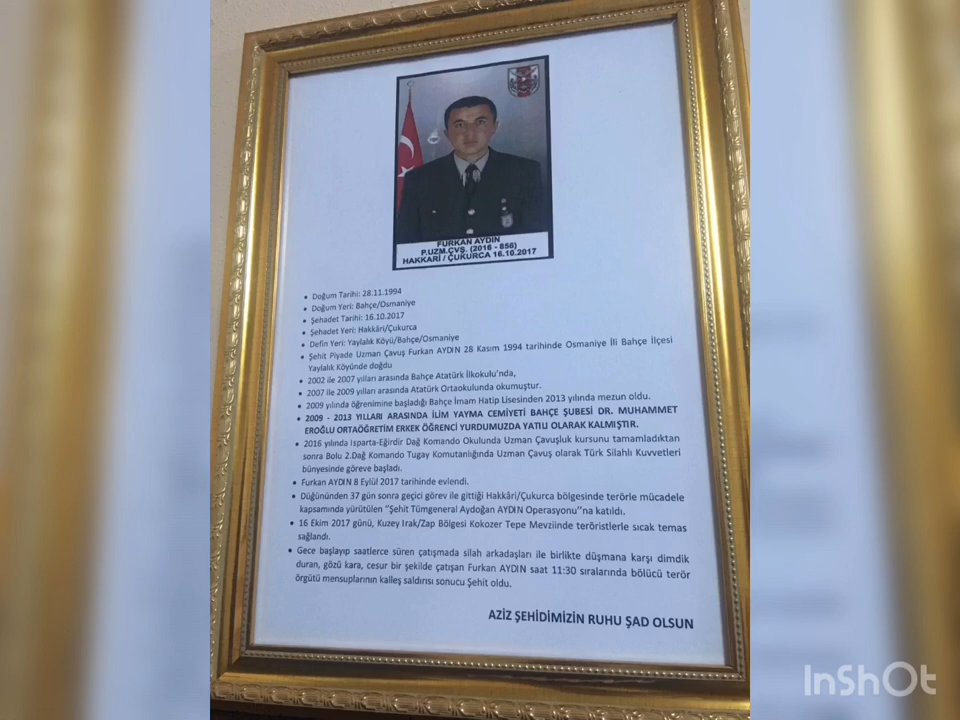 FURKAN AYDIN
P.UZM.ÇVŞ. (2016 - 856)
HAKKARİ / ÇUKURCA 16.10.2017
• Doğum Tarihi: 28.11.1994
• Doğum Yeri: Bahçe/Osmaniye
• Şehadet Tarihi: 16.10.2017
• Şehadet Yeri: Hakkâri/Çukurca
• Defin Yeri: Yaylalık Köyü/Bahçe/Osmaniye
• Şehit Piyade Uzman Çavuş Furkan AYDIN 28 Kasım 1994 tarihinde Osmaniye İli Bahçe İlçesi
Yaylalık Köyünde doğdu
• 2002 ile 2007 yılları arasında Bahçe Atatürk İlkokulu'nda,
• 2007 ile 2009 yılları arasında Atatürk Ortaokulunda okumuştur.
• 2009 yılında öğrenimine başladığı Bahçe İmam Hatip Lisesinden 2013 yılında mezun oldu.
• 2009 - 2013 YILLARI ARASINDA İLİM YAYMA CEMİYETİ BAHÇE ŞUBESİ DR. MUHAMMET
EROĞLU ORTAÖĞRETİM ERKEK ÖĞRENCİ YURDUMUZDA YATILI OLARAK KALMIŞTIR.
• 2016 yılında Isparta-Eğirdir Dağ Komando Okulunda Uzman Çavuşluk kursunu tamamladıktan
sonra Bolu 2.Dağ Komando Tugay Komutanlığında Uzman Çavuş olarak Türk Silahlı Kuvvetleri
bünyesinde göreve başladı.
• Furkan AYDIN 8 Eylül 2017 tarihinde evlendi.
• Düğününden 37 gün sonra geçici görev ile gittiği Hakkâri/Çukurca bölgesinde terörle mücadele
kapsamında yürütülen "Şehit Tümgeneral Aydoğan AYDIN Operasyonu"na katıldı.
• 16 Ekim 2017 günü, Kuzey Irak/Zap Bölgesi Kokozer Tepe Mevziinde teröristlerle sıcak temas
sağlandı.
• Gece başlayıp saatlerce süren çatışmada silah arkadaşları ile birlikte düşmana karşı dimdik
duran, gözü kara, cesur bir şekilde çatışan Furkan AYDIN saat 11:30 sıralarında bölücü terör
örgütü mensuplarının kalleş saldırısı sonucu Şehit oldu.
AZİZ ŞEHİDİMİZİN RUHU ŞAD OLSUN
InShOt